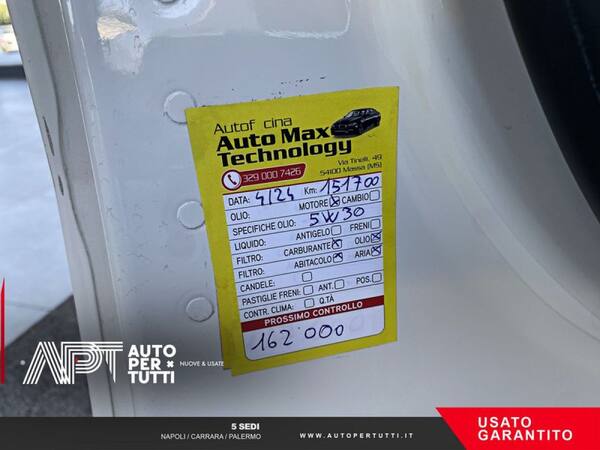 Autof cina
Auto Max
Technology
Via Tinelli, 49
54100 Massa (MS)
329 000 7426
DATA: 4/24 Km: 151700
OLIO: MOTORE ☒ CAMBIO ☐
SPECIFICHE OLIO: 5W30
LIQUIDO: ANTIGELO ☐ FRENI ☐
FILTRO: CARBURANTE ☒ OLIO ☒
FILTRO: ABITACOLO ☒ ARIA ☒
CANDELE: ☐
PASTIGLIE FRENI: ☐ ANT. ☐ POS. ☐
CONTR. CLIMA: ☐ Q.TÀ
PROSSIMO CONTROLLO
162000
APT AUTO
PER
TUTTI
NUOVE & USATE
5 SEDI
NAPOLI / CARRARA / PALERMO
WWW.AUTOPERTUTTI.IT
USATO
GARANTITO